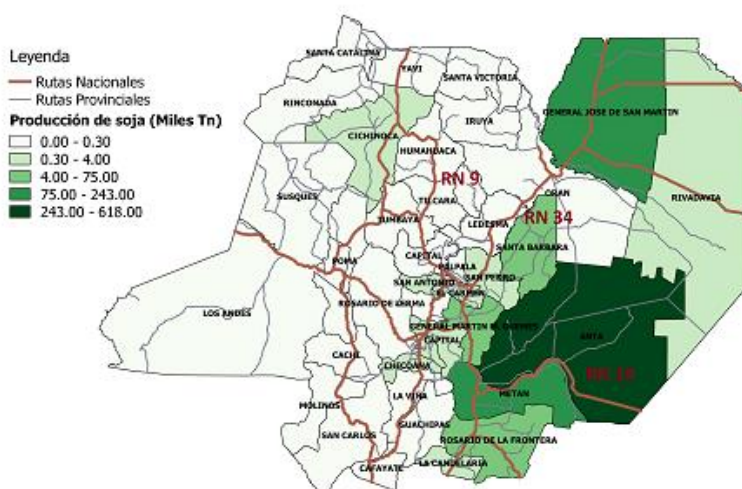 Leyenda
Rutas Nacionales
Rutas Provinciales
Producción de soja (Miles Tn)
0.00 - 0.30
0.30 - 4.00
4.00 - 75.00
75.00 - 243.00
243.00 - 618.00
SANTA CATALINA
YAVI
SANTA VICTORIA
RINCONADA
GENERAL JOSE DE SAN MARTIN
IRUYA
CICHINOCA
HUMAHUACA
RN 9
SUSQUES
TILCARA
ORAN
RIVADAVIA
RN 34
TUMBAYA
LEDESMA
SANTA BARBARA
CAPITAL
PALPALA
POMA
SAN ANTONIO
SAN PEDRO
EL CARMEN
ROSARIO DE LERMA
LOS ANDES
GENERAL MARTIN M. GUEMES
ANTA
CAPITAL
CACHI
CHICOANA
METAN
MOLINOS
LA VIÑA
GUACHIPAS
SAN CARLOS
ROSARIO DE LA FRONTERA
CAFAYATE
LA CANDELARIA